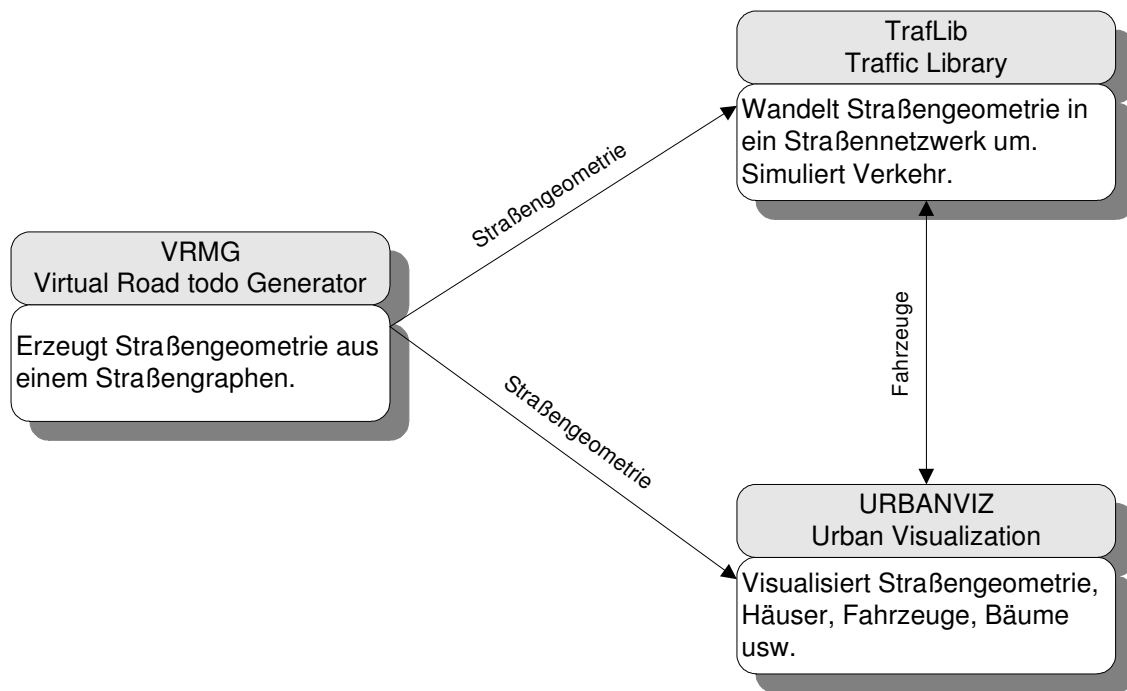 TrafLib
Traffic Library
Wandelt Straßengeometrie in
ein Straßennetzwerk um.
Simuliert Verkehr.
Straßengeometrie
VRMG
Virtual Road todo Generator
Erzeugt Straßengeometrie aus
einem Straßengraphen.
Fahrzeuge
Straßengeometrie
URBANVIZ
Urban Visualization
Visualisiert Straßengeometrie,
Häuser, Fahrzeuge, Bäume
usw.